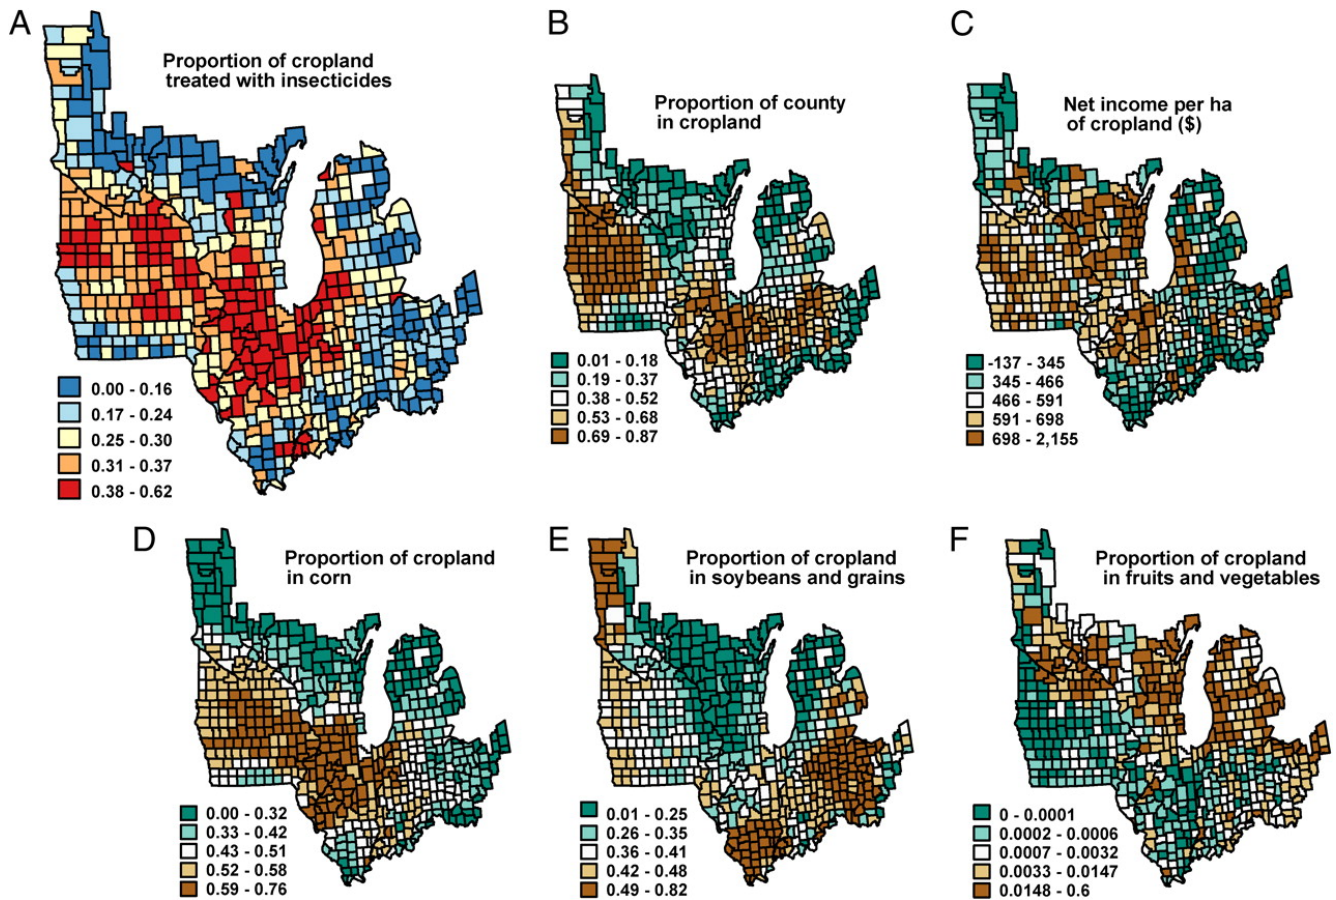 A
Proportion of cropland
treated with insecticides
0.00 - 0.16
0.17 - 0.24
0.25 - 0.30
0.31 - 0.37
0.38 - 0.62
B
Proportion of county
in cropland
0.01 - 0.18
0.19 - 0.37
0.38 - 0.52
0.53 - 0.68
0.69 - 0.87
C
Net income per ha
of cropland ($)
-137 - 345
345 - 466
466 - 591
591 - 698
698 - 2,155
D
Proportion of cropland
in corn
0.00 - 0.32
0.33 - 0.42
0.43 - 0.51
0.52 - 0.58
0.59 - 0.76
E
Proportion of cropland
in soybeans and grains
0.01 - 0.25
0.26 - 0.35
0.36 - 0.41
0.42 - 0.48
0.49 - 0.82
F
Proportion of cropland
in fruits and vegetables
0 - 0.0001
0.0002 - 0.0006
0.0007 - 0.0032
0.0033 - 0.0147
0.0148 - 0.6